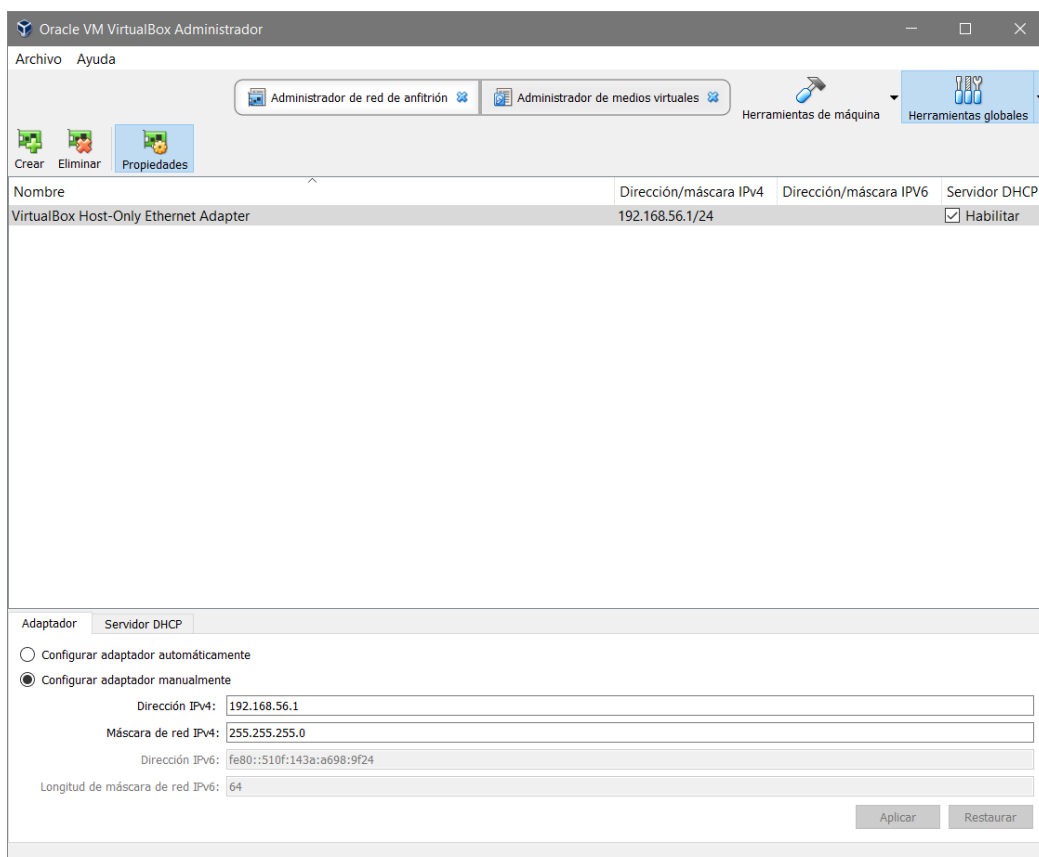 Oracle VM VirtualBox Administrador
Archivo Ayuda
Administrador de red de anfitrión Administrador de medios virtuales Herramientas de máquina Herramientas globales
Crear Eliminar Propiedades
Nombre Dirección/máscara IPv4 Dirección/máscara IPV6 Servidor DHCP
VirtualBox Host-Only Ethernet Adapter 192.168.56.1/24 Habilitar
Adaptador Servidor DHCP
Configurar adaptador automáticamente
Configurar adaptador manualmente
Dirección IPv4: 192.168.56.1
Máscara de red IPv4: 255.255.255.0
Dirección IPv6: fe80::510f:143a:a698:9f24
Longitud de máscara de red IPv6: 64
Aplicar Restaurar